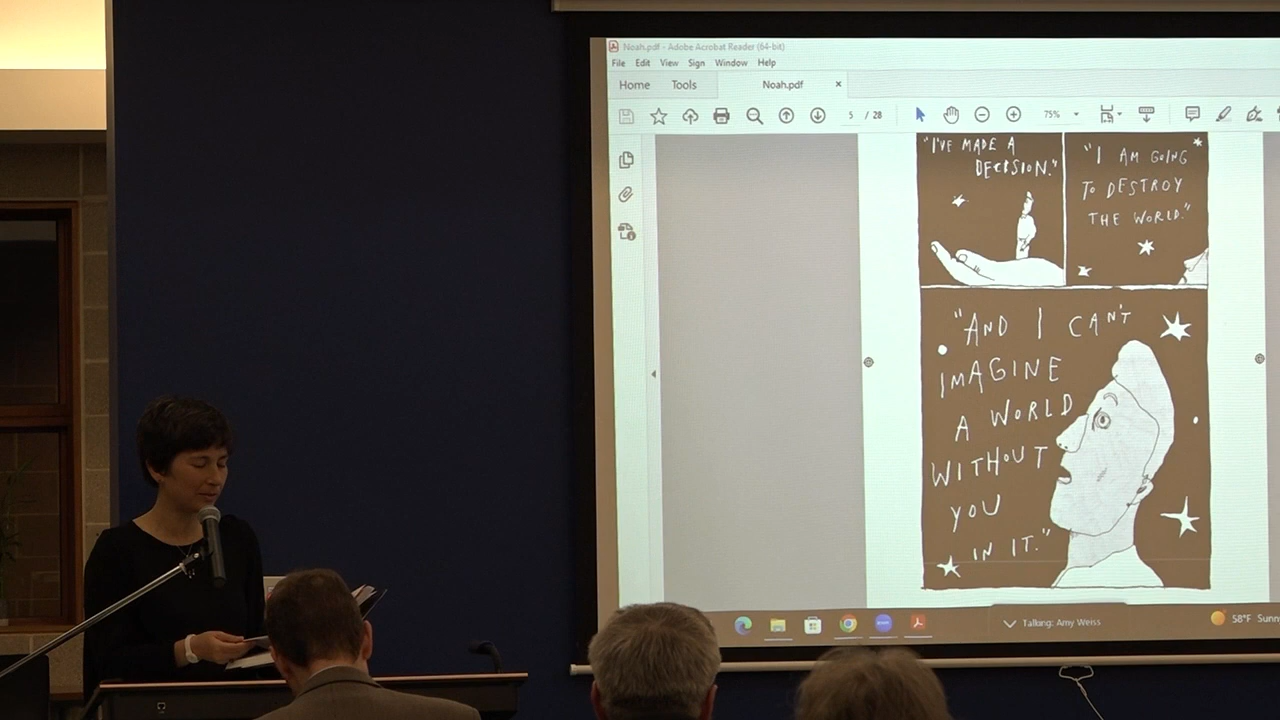 Noah.pdf - Adobe Acrobat Reader (64-bit)
File Edit View Sign Window Help
Home Tools Noah.pdf ×
5 / 28 75%
"I'VE MADE A
DECISION."
"I AM GOING
TO DESTROY
THE WORLD."
"AND I CAN'T
IMAGINE
A WORLD
WITHOUT
YOU
IN IT."
Talking: Amy Weiss
58°F Sunn